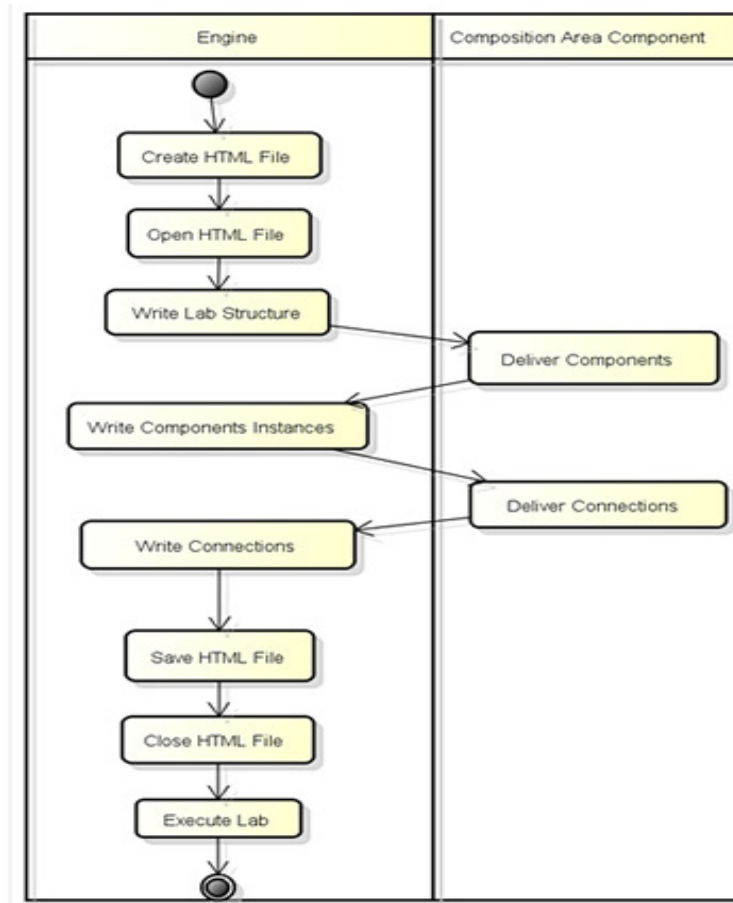 Engine
Composition Area Component
Create HTML File
Open HTML File
Write Lab Structure
Deliver Components
Write Components Instances
Deliver Connections
Write Connections
Save HTML File
Close HTML File
Execute Lab